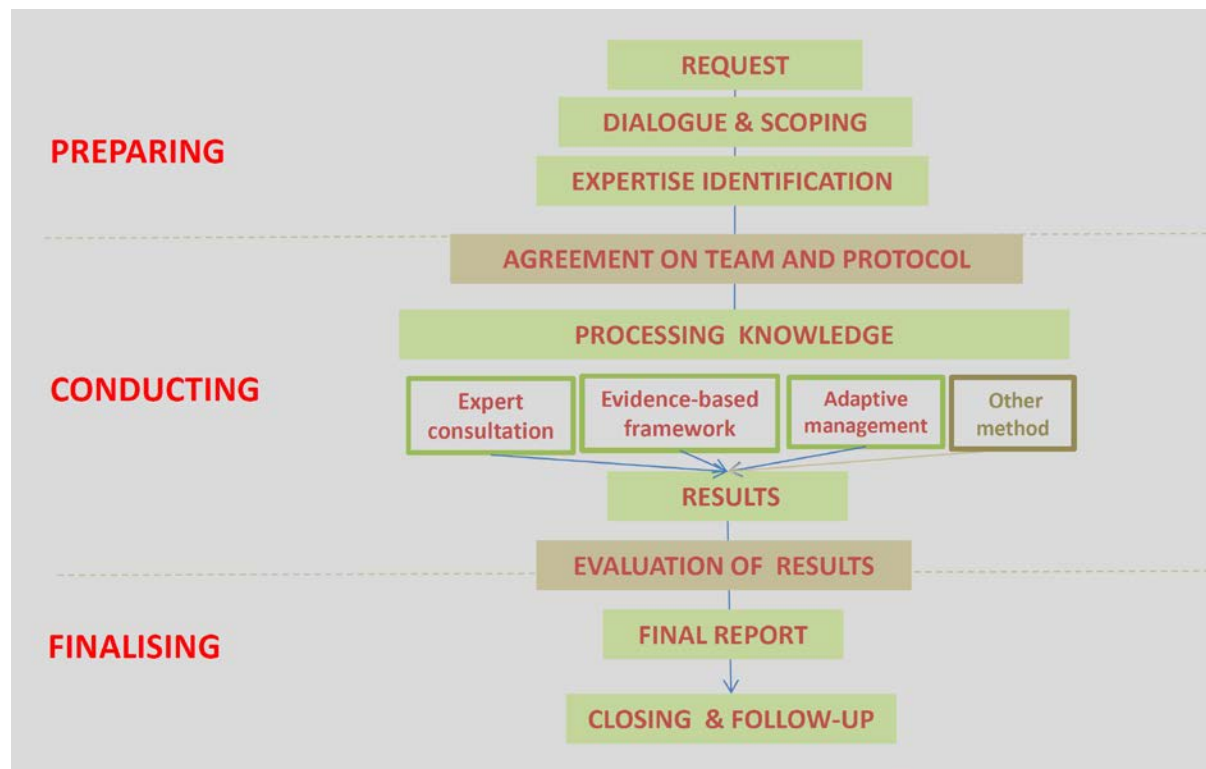 REQUEST
DIALOGUE & SCOPING
PREPARING
EXPERTISE IDENTIFICATION
AGREEMENT ON TEAM AND PROTOCOL
PROCESSING KNOWLEDGE
CONDUCTING
Expert
consultation
Evidence-based
framework
Adaptive
management
Other
method
RESULTS
EVALUATION OF RESULTS
FINALISING
FINAL REPORT
CLOSING & FOLLOW-UP